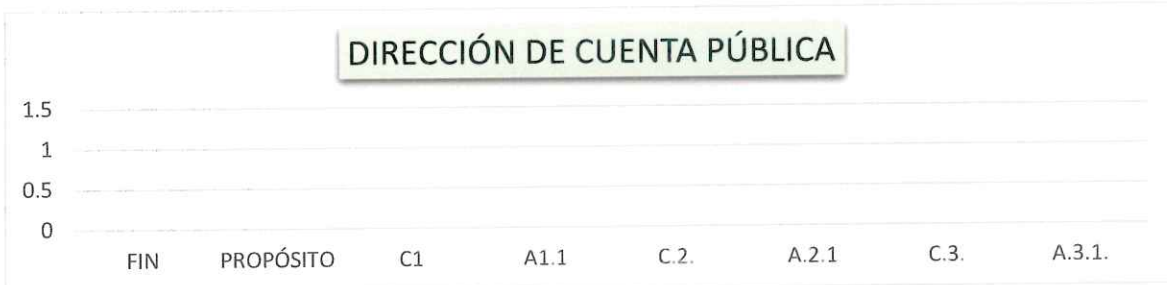 DIRECCIÓN DE CUENTA PÚBLICA
1.5
1
0.5
0
FIN PROPÓSITO C1 A1.1 C.2. A.2.1 C.3. A.3.1.